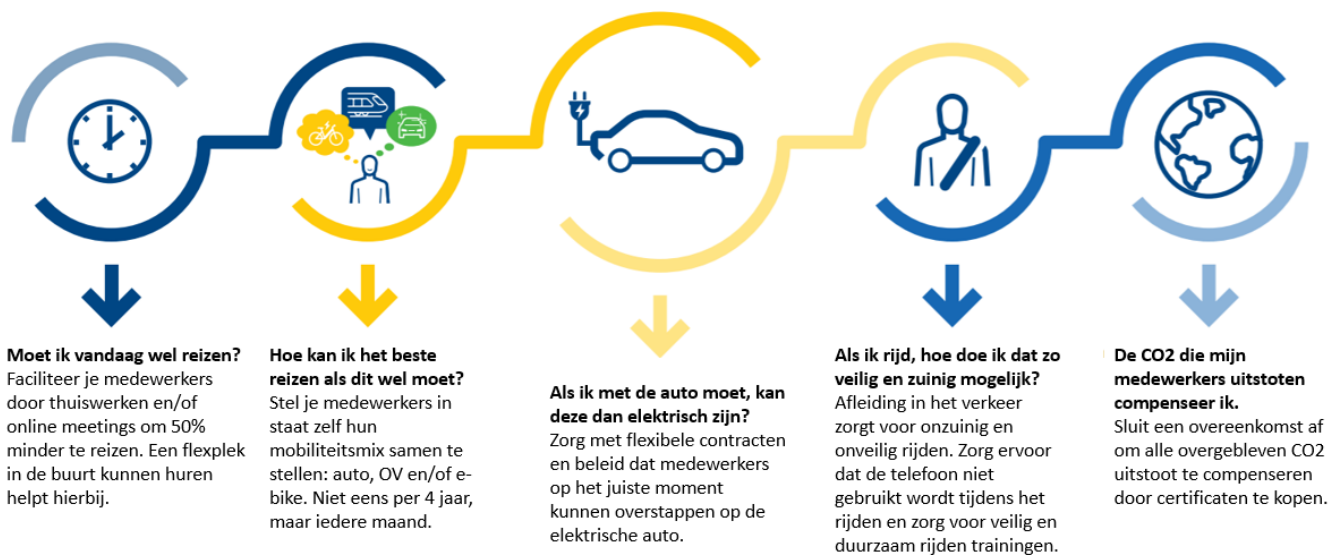 Moet ik vandaag wel reizen?
Faciliteer je medewerkers
door thuiswerken en/of
online meetings om 50%
minder te reizen. Een flexplek
in de buurt kunnen huren
helpt hierbij.
Hoe kan ik het beste
reizen als dit wel moet?
Stel je medewerkers in
staat zelf hun
mobiliteitsmix samen te
stellen: auto, OV en/of e-
bike. Niet eens per 4 jaar,
maar iedere maand.
Als ik met de auto moet, kan
deze dan elektrisch zijn?
Zorg met flexibele contracten
en beleid dat medewerkers
op het juiste moment
kunnen overstappen op de
elektrische auto.
Als ik rijd, hoe doe ik dat zo
veilig en zuinig mogelijk?
Afleiding in het verkeer
zorgt voor onzuinig en
onveilig rijden. Zorg ervoor
dat de telefoon niet
gebruikt wordt tijdens het
rijden en zorg voor veilig en
duurzaam rijden trainingen.
De CO2 die mijn
medewerkers uitstoten
compenseer ik.
Sluit een overeenkomst af
om alle overgebleven CO2
uitstoot te compenseren
door certificaten te kopen.